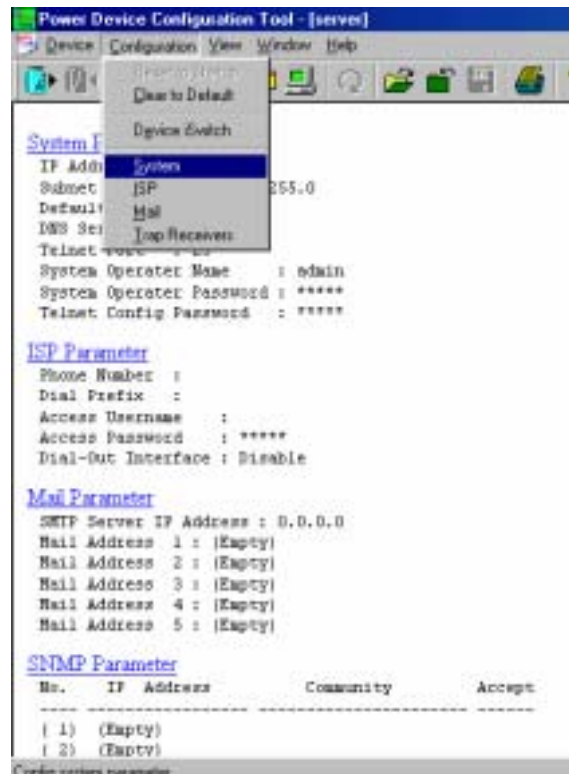 Power Device Configuration Tool - [server]
Device Configuration View Window Help
Clear to Default
Device Switch
System
ISP
Mail
Trap Receivers
System P
IP Addr
Subnet 255.0
Default
DNS Ser
Telnet
System Operater Name : admin
System Operater Password : *****
Telnet Config Password : *****
ISP Parameter
Phone Number :
Dial Prefix :
Access Username :
Access Password : *****
Dial-Out Interface : Disable
Mail Parameter
SMTP Server IP Address : 0.0.0.0
Mail Address 1 : (Empty)
Mail Address 2 : (Empty)
Mail Address 3 : (Empty)
Mail Address 4 : (Empty)
Mail Address 5 : (Empty)
SNMP Parameter
No. IP Address Community Accept
---- ------------------ ----------------------- ------
( 1) (Empty)
( 2) (Empty)
Config system parameter